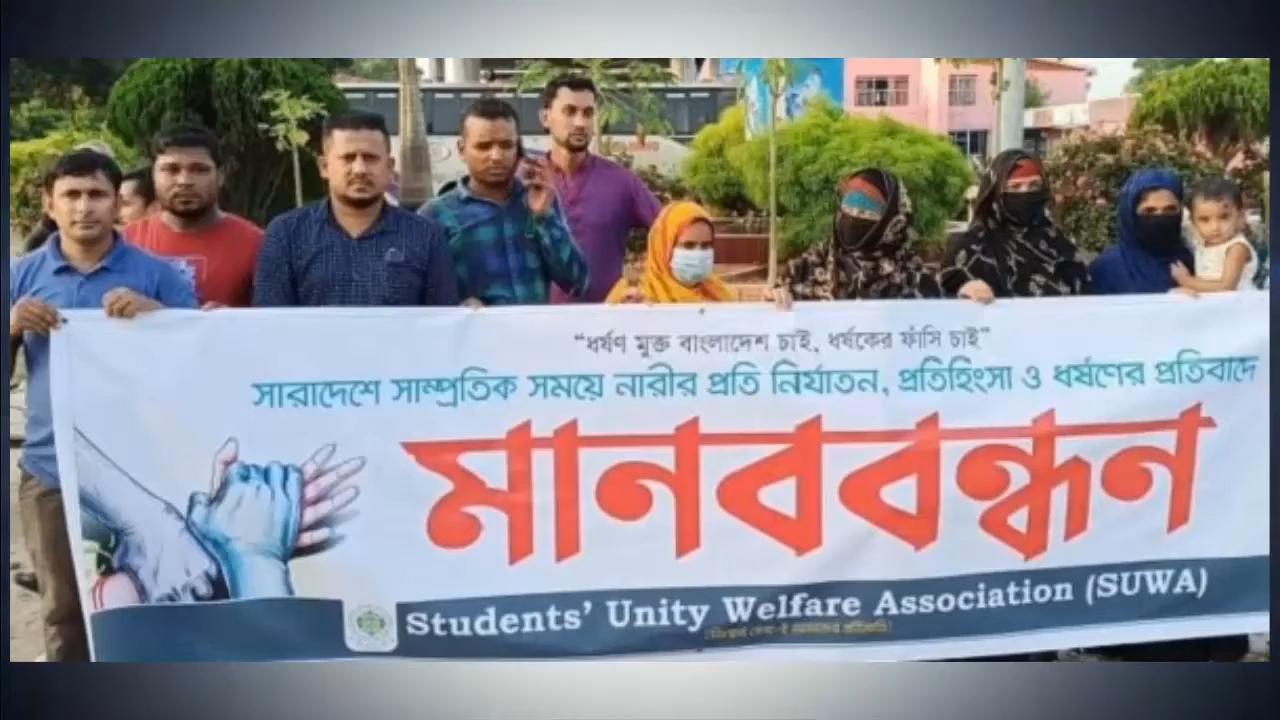 “ধর্ষণ মুক্ত বাংলাদেশ চাই, ধর্ষকের ফাঁসি চাই”
সারাদেশে সাম্প্রতিক সময়ে নারীর প্রতি নির্যাতন, প্রতিহিংসা ও ধর্ষণের প্রতিবাদে
মানববন্ধন
Students’ Unity Welfare Association (SUWA)